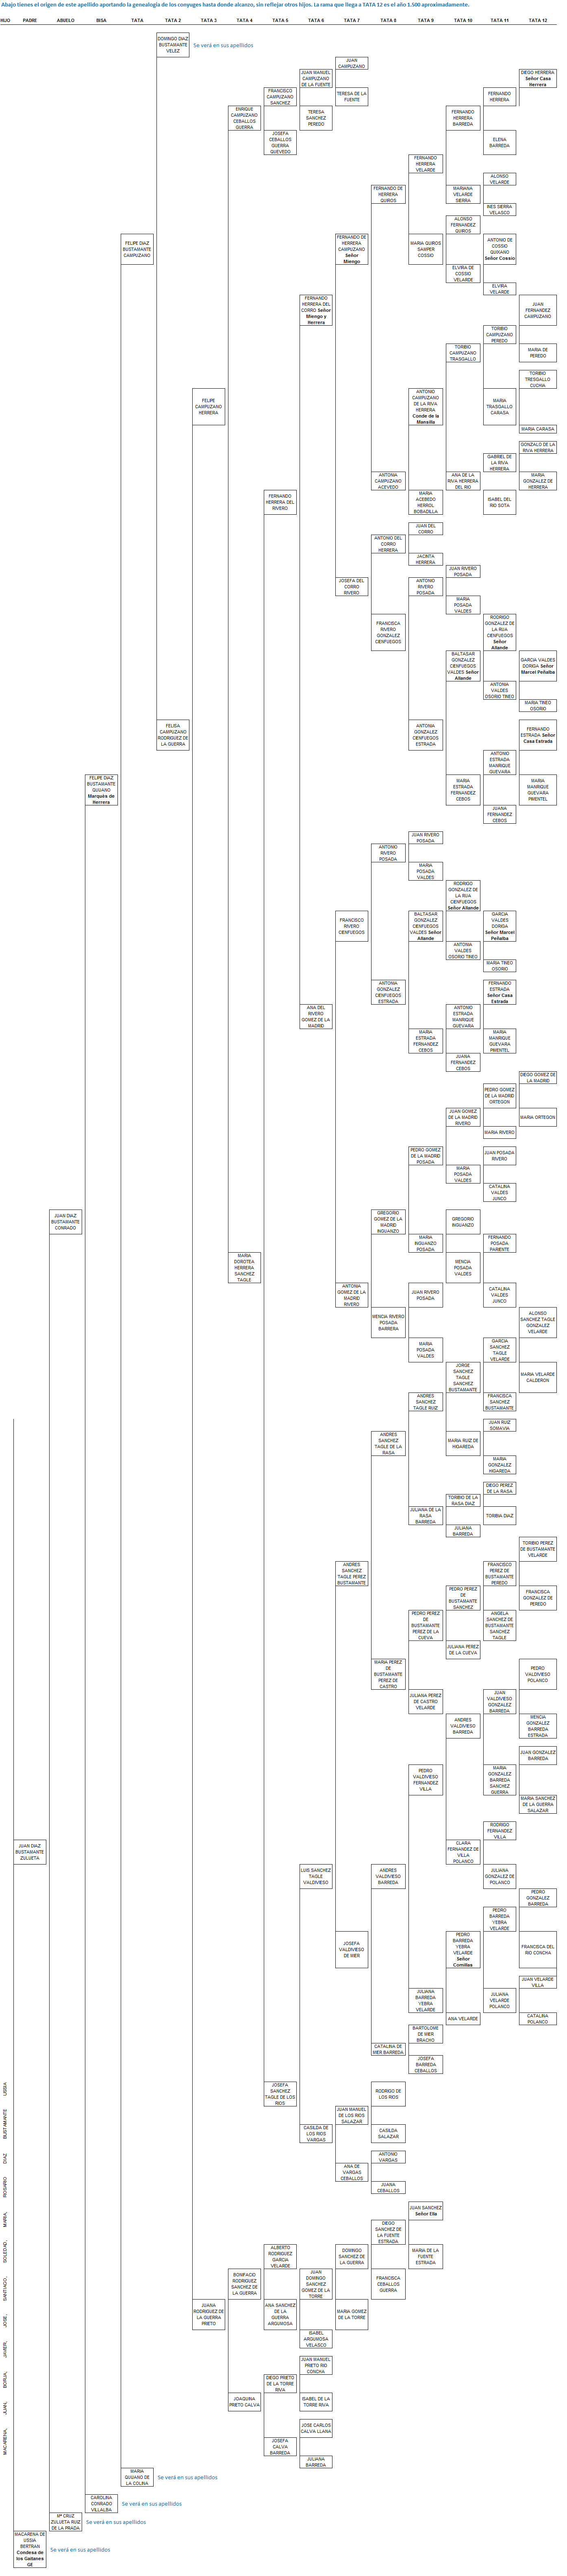 Abajo tienes el origen de este apellido aportando la genealogía de los conyuges hasta donde alcanzo, sin reflejar otros hijos. La rama que llega a TATA 12 es el año 1.500 aproximadamente.
HIJO PADRE ABUELO BISA TATA TATA 2 TATA 3 TATA 4 TATA 5 TATA 6 TATA 7 TATA 8 TATA 9 TATA 10 TATA 11 TATA 12
DOMINGO DIAZ
BUSTAMANTE
VELEZ
Se verá en sus apellidos
JUAN
CAMPUZANO
JUAN MANUEL
CAMPUZANO
DE LA FUENTE
DIEGO HERRERA
Señor Casa
Herrera
FRANCISCO
CAMPUZANO
SANCHEZ
TERESA DE LA
FUENTE
FERNANDO
HERRERA
ENRIQUE
CAMPUZANO
CEBALLOS
GUERRA
TERESA
SANCHEZ
PEREDO
FERNANDO
HERRERA
BARREDA
JOSEFA
CEBALLOS
GUERRA
QUEVEDO
ELENA
BARREDA
FERNANDO
HERRERA
VELARDE
ALONSO
VELARDE
FERNANDO DE
HERRERA
QUIROS
MARIANA
VELARDE
SIERRA
INES SIERRA
VELASCO
ALONSO
FERNANDEZ
QUIROS
FELIPE DIAZ
BUSTAMANTE
CAMPUZANO
FERNANDO DE
HERRERA
CAMPUZANO
Señor
Miengo
MARIA QUIROS
SAMPER
COSSIO
ANTONIO DE
COSSIO
QUIXANO
Señor Cossio
ELVIRA DE
COSSIO
VELARDE
ELVIRA
VELARDE
FERNANDO
HERRERA DEL
CORRO Señor
Miengo y
Herrera
JUAN
FERNANDEZ
CAMPUZANO
TORIBIO
CAMPUZANO
PEREDO
TORIBIO
CAMPUZANO
TRASGALLO
MARIA DE
PEREDO
TORIBIO
TRESGALLO
CUCHIA
FELIPE
CAMPUZANO
HERRERA
ANTONIO
CAMPUZANO
DE LA RIVA
HERRERA
Conde de la
Mansilla
MARIA
TRASGALLO
CARASA
MARIA CARASA
GONZALO DE LA
RIVA HERRERA
GABRIEL DE
LA RIVA
HERRERA
ANTONIA
CAMPUZANO
ACEVEDO
ANA DE LA
RIVA HERRERA
DEL RIO
MARIA
GONZALEZ DE
HERRERA
FERNANDO
HERRERA DEL
RIVERO
MARIA
ACEBEDO
HERROL
BOBADILLA
ISABEL DEL
RIO SOTA
JUAN DEL
CORRO
ANTONIO DEL
CORRO
HERRERA
JACINTA
HERRERA
JUAN RIVERO
POSADA
JOSEFA DEL
CORRO
RIVERO
ANTONIO
RIVERO
POSADA
MARIA
POSADA
VALDES
FRANCISCA
RIVERO
GONZALEZ
CIENFUEGOS
RODRIGO
GONZALEZ DE
LA RUA
CIENFUEGOS
Señor
Allande
BALTASAR
GONZALEZ
CIENFUEGOS
VALDES Señor
Allande
GARCIA VALDES
DORIGA Señor
Marcel Peñalba
ANTONIA
VALDES
OSORIO TINEO
MARIA TINEO
OSORIO
FELISA
CAMPUZANO
RODRIGUEZ DE
LA GUERRA
ANTONIA
GONZALEZ
CIENFUEGOS
ESTRADA
FERNANDO
ESTRADA Señor
Casa Estrada
ANTONIO
ESTRADA
MANRIQUE
GUEVARA
FELIPE DIAZ
BUSTAMANTE
QUIJANO
Marqués de
Herrera
MARIA
ESTRADA
FERNANDEZ
CEBOS
MARIA
MANRIQUE
GUEVARA
PIMENTEL
JUANA
FERNANDEZ
CEBOS
JUAN RIVERO
POSADA
ANTONIO
RIVERO
POSADA
MARIA
POSADA
VALDES
RODRIGO
GONZALEZ DE
LA RUA
CIENFUEGOS
Señor Allande
FRANCISCO
RIVERO
CIENFUEGOS
BALTASAR
GONZALEZ
CIENFUEGOS
VALDES Señor
Allande
GARCIA
VALDES
DORIGA
Señor Marcel
Peñalba
ANTONIA
VALDES
OSORIO TINEO
MARIA TINEO
OSORIO
ANTONIA
GONZALEZ
CIENFUEGOS
ESTRADA
FERNANDO
ESTRADA
Señor Casa
Estrada
ANA DEL
RIVERO
GOMEZ DE LA
MADRID
ANTONIO
ESTRADA
MANRIQUE
GUEVARA
MARIA
ESTRADA
FERNANDEZ
CEBOS
MARIA
MANRIQUE
GUEVARA
PIMENTEL
JUANA
FERNANDEZ
CEBOS
DIEGO GOMEZ DE
LA MADRID
PEDRO GOMEZ
DE LA MADRID
ORTEGON
JUAN GOMEZ
DE LA MADRID
RIVERO
MARIA ORTEGON
MARIA RIVERO
PEDRO GOMEZ
DE LA MADRID
POSADA
JUAN POSADA
RIVERO
MARIA
POSADA
VALDES
CATALINA
VALDES
JUNCO
JUAN DIAZ
BUSTAMANTE
CONRADO
GREGORIO
GOMEZ DE LA
MADRID
INGUANZO
GREGORIO
INGUANZO
MARIA
INGUANZO
POSADA
FERNANDO
POSADA
PARIENTE
MARIA
DOROTEA
HERRERA
SANCHEZ
TAGLE
MENCIA
POSADA
VALDES
ANTONIA
GOMEZ DE LA
MADRID
RIVERO
JUAN RIVERO
POSADA
CATALINA
VALDES
JUNCO
MENCIA RIVERO
POSADA
BARRERA
ALONSO
SANCHEZ TAGLE
GONZALEZ
VELARDE
MARIA
POSADA
VALDES
GARCIA
SANCHEZ
TAGLE
VELARDE
JORGE
SANCHEZ
TAGLE
SANCHEZ
BUSTAMANTE
MARIA VELARDE
CALDERON
ANDRES
SANCHEZ
TAGLE RUIZ
FRANCISCA
SANCHEZ
BUSTAMANTE
JUAN RUIZ
SOMAVIA
ANDRES
SANCHEZ
TAGLE DE LA
RASA
MARIA RUIZ DE
HIGAREDA
MARIA
GONZALEZ
HIGAREDA
DIEGO PEREZ
DE LA RASA
TORIBIO DE LA
RASA DIAZ
JULIANA DE LA
RASA
BARREDA
TORIBIA DIAZ
JULIANA
BARREDA
TORIBIO PEREZ
DE BUSTAMANTE
VELARDE
ANDRES
SANCHEZ
TAGLE PEREZ
BUSTAMANTE
FRANCISCO
PEREZ DE
BUSTAMANTE
PEREDO
PEDRO PEREZ
DE
BUSTAMANTE
SANCHEZ
FRANCISCA
GONZALEZ DE
PEREDO
PEDRO PEREZ
DE
BUSTAMANTE
PEREZ DE LA
CUEVA
ANGELA
SANCHEZ DE
BUSTAMANTE
SANCHEZ
TAGLE
JULIANA PEREZ
DE LA CUEVA
MARIA PEREZ
DE
BUSTAMANTE
PEREZ DE
CASTRO
PEDRO
VALDIVIESO
POLANCO
JULIANA PEREZ
DE CASTRO
VELARDE
JUAN
VALDIVIESO
GONZALEZ
BARREDA
ANDRES
VALDIVIESO
BARREDA
MENCIA
GONZALEZ
BARREDA
ESTRADA
JUAN GONZALEZ
BARREDA
PEDRO
VALDIVIESO
FERNANDEZ
VILLA
MARIA
GONZALEZ
BARREDA
SANCHEZ
GUERRA
MARIA SANCHEZ
DE LA GUERRA
SALAZAR
RODRIGO
FERNANDEZ
VILLA
JUAN DIAZ
BUSTAMANTE
ZULUETA
CLARA
FERNANDEZ DE
VILLA
POLANCO
LUIS SANCHEZ
TAGLE
VALDIVIESO
ANDRES
VALDIVIESO
BARREDA
JULIANA
GONZALEZ DE
POLANCO
PEDRO
GONZALEZ
BARREDA
PEDRO
BARREDA
YEBRA
VELARDE
JOSEFA
VALDIVIESO
DE MIER
PEDRO
BARREDA
YEBRA
VELARDE
Señor
Comillas
FRANCISCA DEL
RIO CONCHA
JUAN VELARDE
VILLA
JULIANA
BARREDA
YEBRA
VELARDE
JULIANA
VELARDE
POLANCO
ANA VELARDE
CATALINA
POLANCO
BARTOLOME
DE MIER
BRACHO
CATALINA DE
MIER BARREDA
JOSEFA
BARREDA
CEBALLOS
JOSEFA
SANCHEZ
TAGLE DE LOS
RIOS
RODRIGO DE
LOS RIOS
JUAN MANUEL
DE LOS RIOS
SALAZAR
CASILDA DE
LOS RIOS
VARGAS
CASILDA
SALAZAR
ANTONIO
VARGAS
ANA DE
VARGAS
CEBALLOS
JUANA
CEBALLOS
JUAN SANCHEZ
Señor Ella
DIEGO
SANCHEZ DE
LA FUENTE
ESTRADA
ALBERTO
RODRIGUEZ
GARCIA
VELARDE
DOMINGO
SANCHEZ DE
LA GUERRA
MARIA DE LA
FUENTE
ESTRADA
BONIFACIO
RODRIGUEZ
SANCHEZ DE
LA GUERRA
JUAN
DOMINGO
SANCHEZ
GOMEZ DE LA
TORRE
FRANCISCA
CEBALLOS
GUERRA
JUANA
RODRIGUEZ DE
LA GUERRA
PRIETO
ANA SANCHEZ
DE LA
GUERRA
ARGUMOSA
MARIA GOMEZ
DE LA TORRE
ISABEL
ARGUMOSA
VELASCO
JUAN MANUEL
PRIETO RIO
CONCHA
DIEGO PRIETO
DE LA TORRE
RIVA
JOAQUINA
PRIETO CALVA
ISABEL DE LA
TORRE RIVA
JOSE CARLOS
CALVA LLANA
JOSEFA
CALVA
BARREDA
JULIANA
BARREDA
MACARENA, JUAN, BORJA, JAVIER, JOSE, SANTIAGO, SOLEDAD, MARIA, ROSARIO DIAZ BUSTAMANTE USSIA
MARIA
QUIJANO DE
LA COLINA
Se verá en sus apellidos
CAROLINA
CONRADO
VILLALBA
Se verá en sus apellidos
Mª CRUZ
ZULUETA RUIZ
DE LA PRADA
Se verá en sus apellidos
MACARENA DE
USSIA
BERTRAN
Condesa de
los Gaitanes
GE
Se verá en sus apellidos